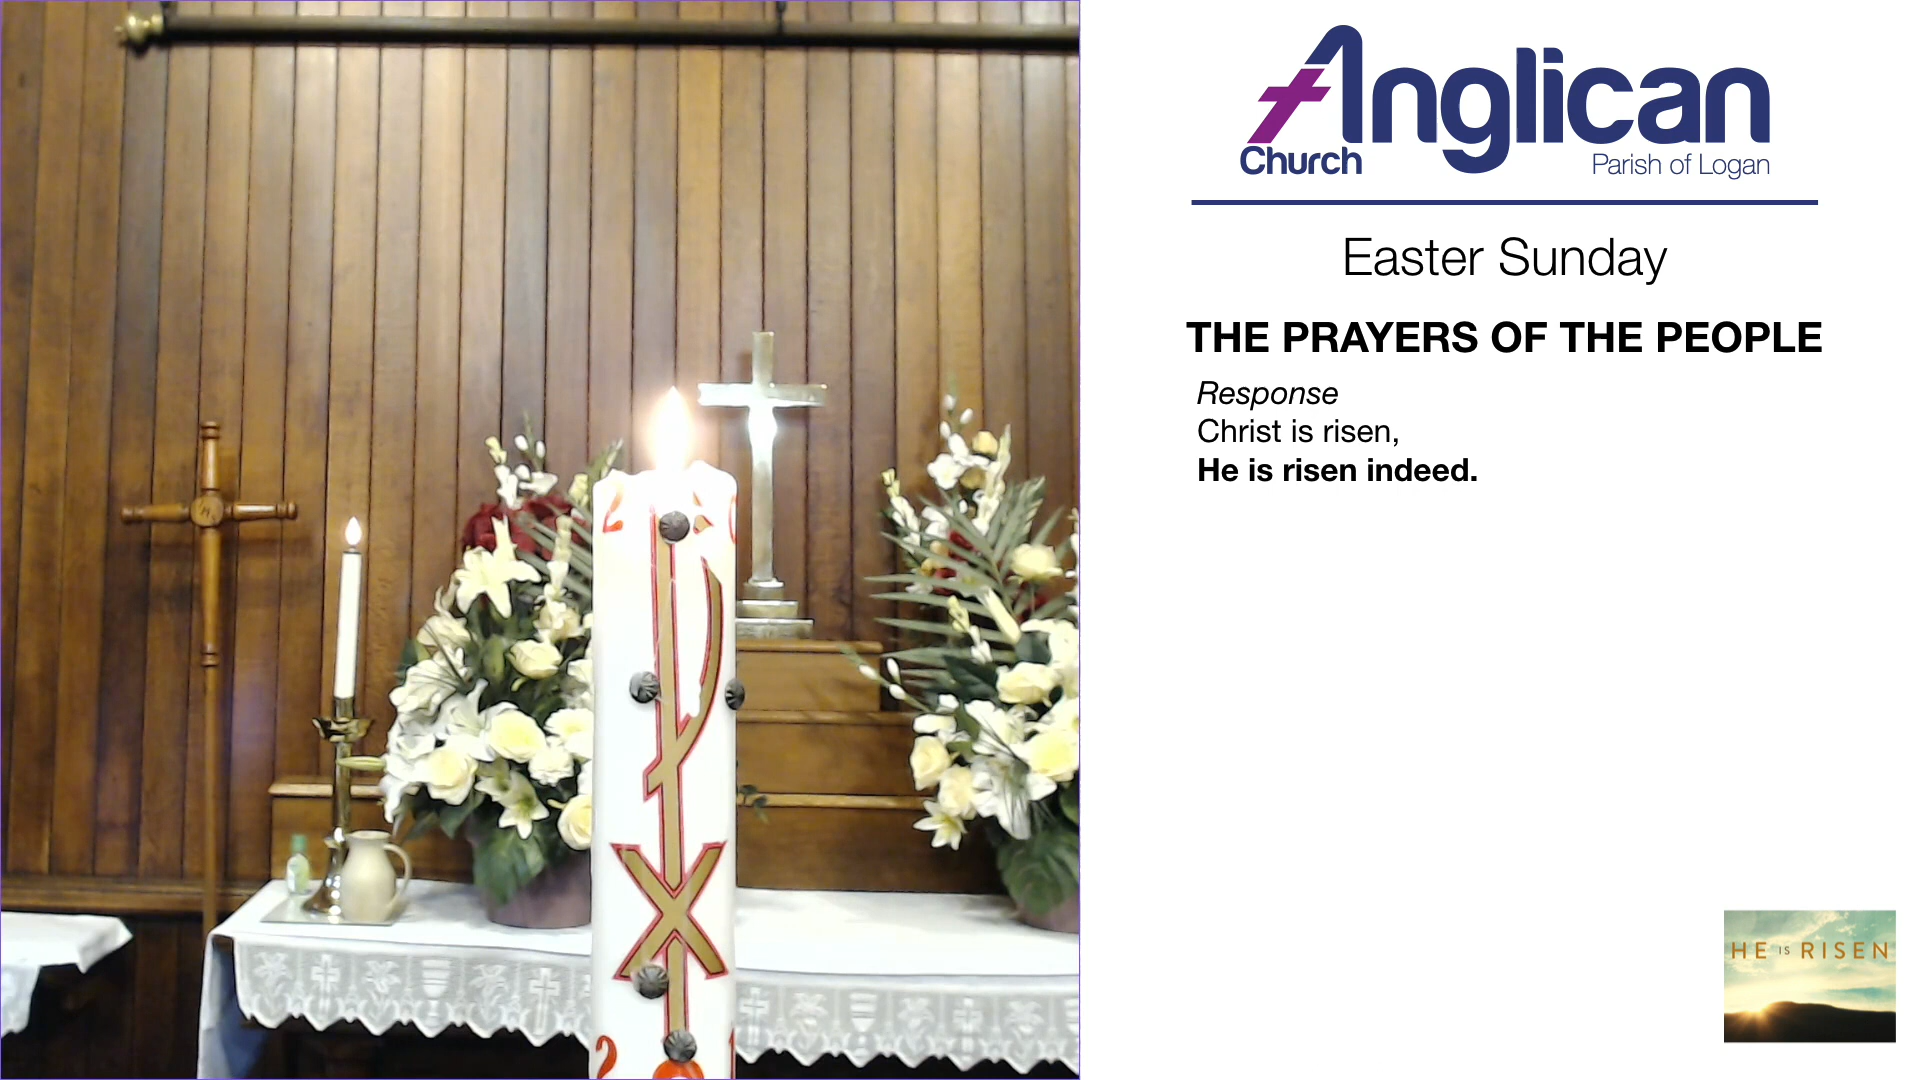 Anglican
Church
Parish of Logan
Easter Sunday
THE PRAYERS OF THE PEOPLE
Response
Christ is risen,
He is risen indeed.
HE IS RISEN